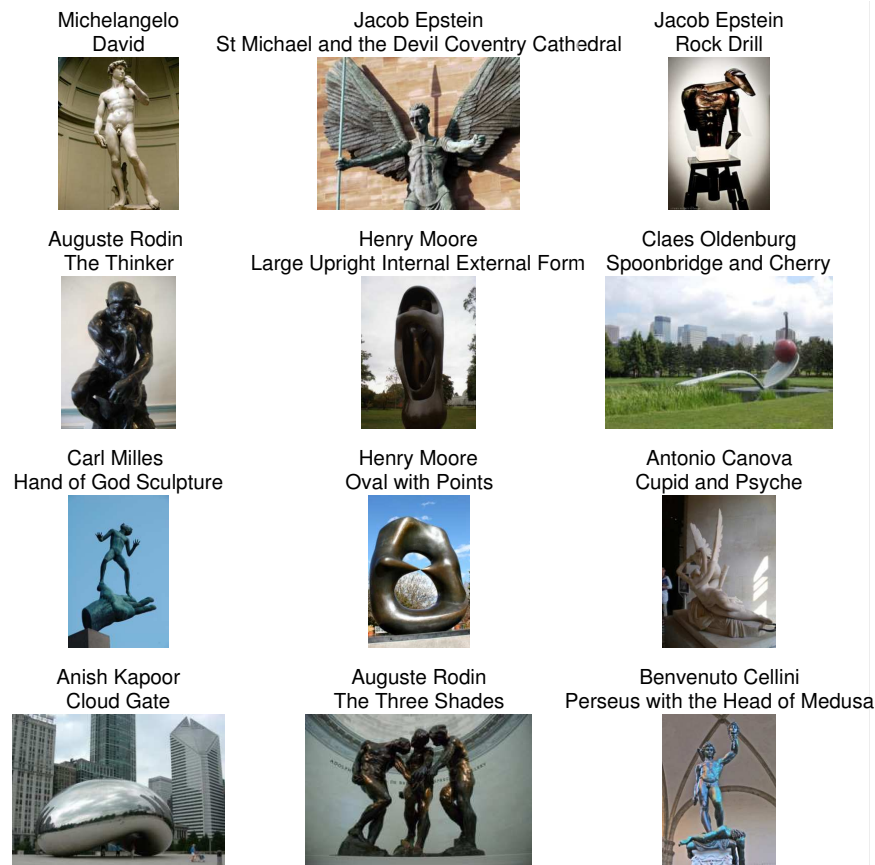 Michelangelo
David
Jacob Epstein
St Michael and the Devil Coventry Cathedral
Jacob Epstein
Rock Drill
Auguste Rodin
The Thinker
Henry Moore
Large Upright Internal External Form
Claes Oldenburg
Spoonbridge and Cherry
Carl Milles
Hand of God Sculpture
Henry Moore
Oval with Points
Antonio Canova
Cupid and Psyche
Anish Kapoor
Cloud Gate
Auguste Rodin
The Three Shades
Benvenuto Cellini
Perseus with the Head of Medusa